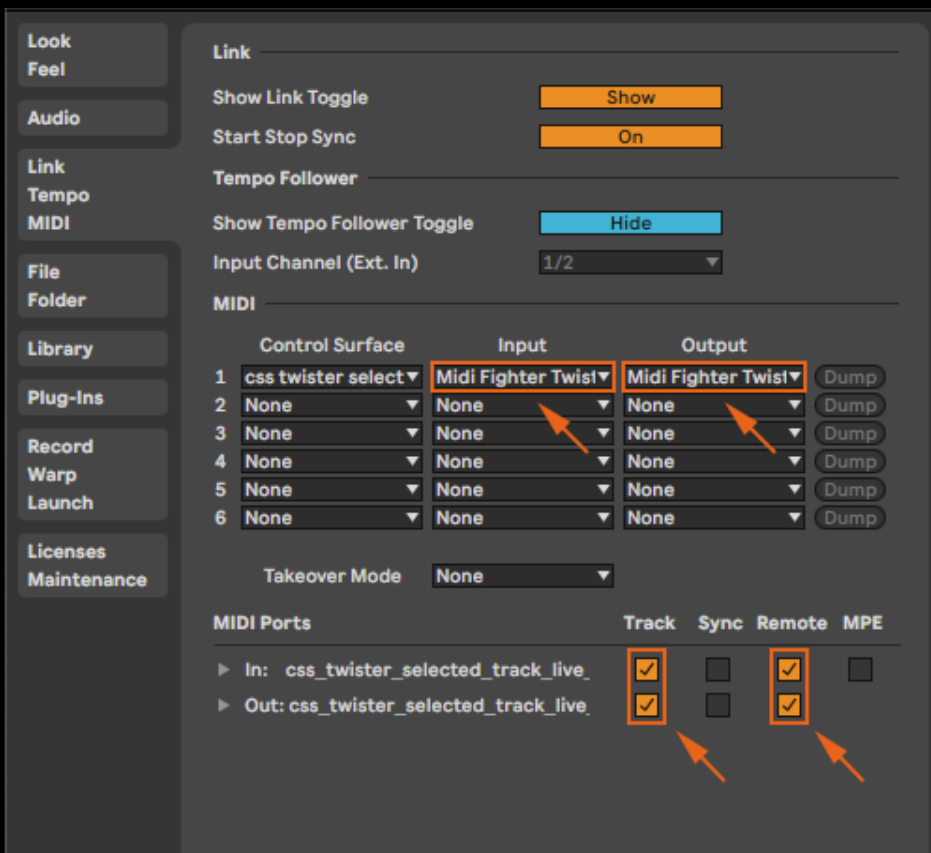 Look
Feel
Audio
Link
Tempo
MIDI
File
Folder
Library
Plug-Ins
Record
Warp
Launch
Licenses
Maintenance
Link
Show Link Toggle Show
Start Stop Sync On
Tempo Follower
Show Tempo Follower Toggle Hide
Input Channel (Ext. In) 1/2
MIDI
Control Surface Input Output
1 css twister select Midi Fighter Twist Midi Fighter Twist Dump
2 None None None Dump
3 None None None Dump
4 None None None Dump
5 None None None Dump
6 None None None Dump
Takeover Mode None
MIDI Ports Track Sync Remote MPE
In: css_twister_selected_track_live_
Out: css_twister_selected_track_live_